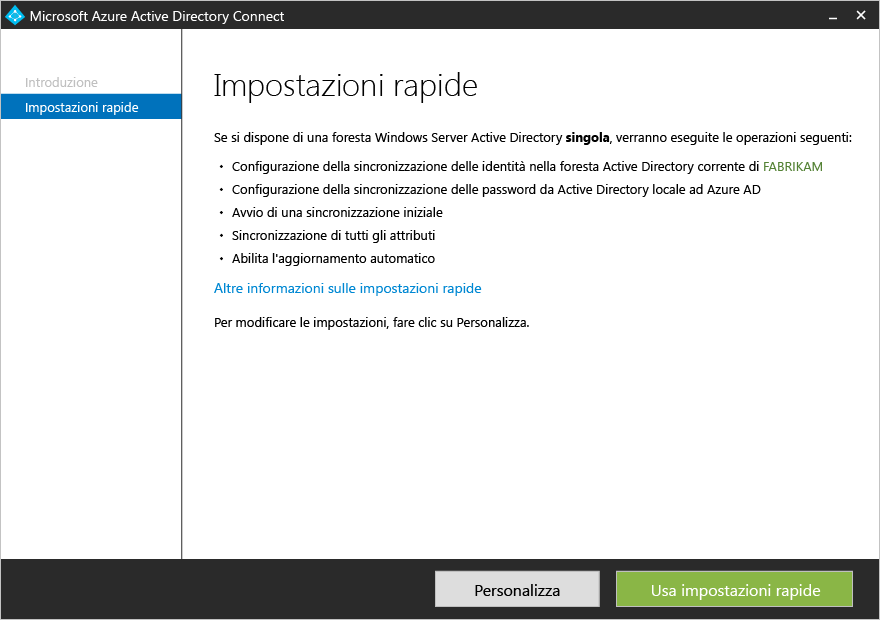 Microsoft Azure Active Directory Connect
Introduzione
Impostazioni rapide
Impostazioni rapide
Se si dispone di una foresta Windows Server Active Directory singola, verranno eseguite le operazioni seguenti:
• Configurazione della sincronizzazione delle identità nella foresta Active Directory corrente di FABRIKAM
• Configurazione della sincronizzazione delle password da Active Directory locale ad Azure AD
• Avvio di una sincronizzazione iniziale
• Sincronizzazione di tutti gli attributi
• Abilita l'aggiornamento automatico
Altre informazioni sulle impostazioni rapide
Per modificare le impostazioni, fare clic su Personalizza.
Personalizza
Usa impostazioni rapide